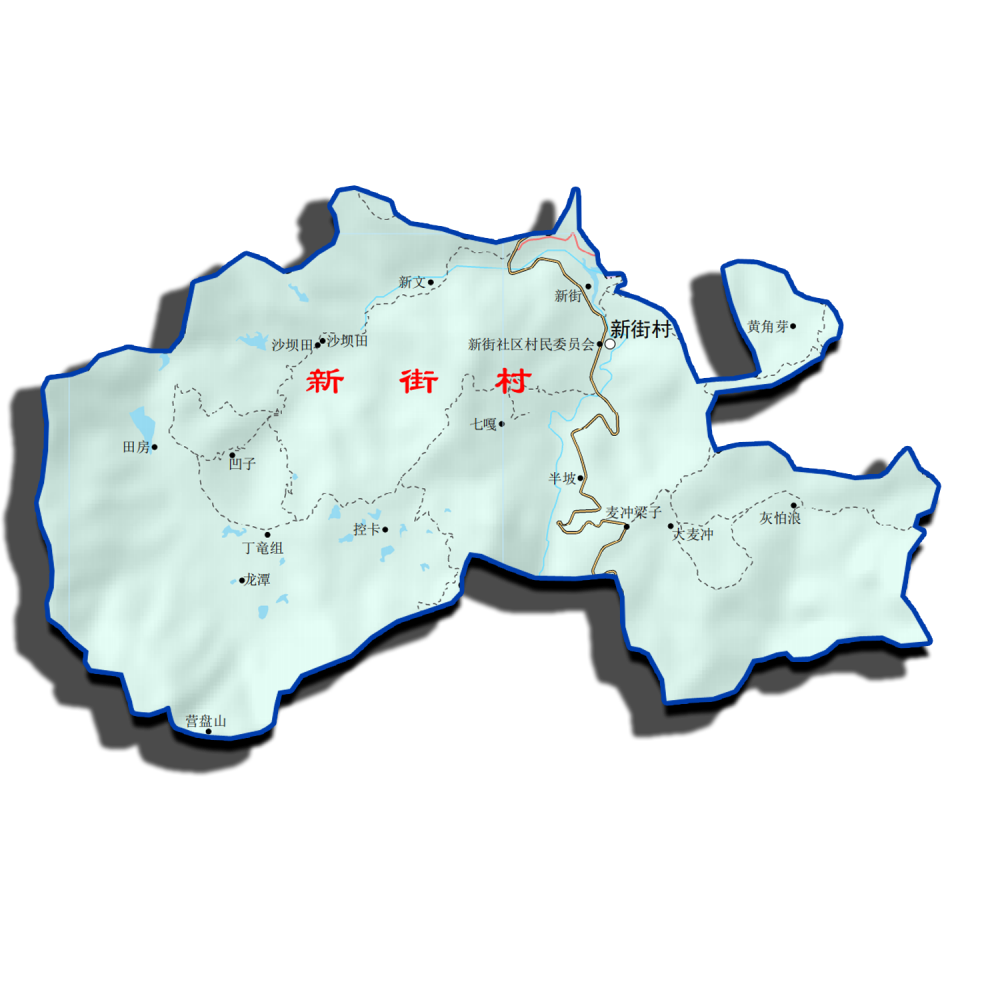 新文
新街
黄角芽
新街村
沙坝田
沙坝田
新街社区村民委员会
新街村
七嘎
田房
凹子
半坡
麦冲梁子
灰怕浪
控卡
大麦冲
丁竜组
龙潭
营盘山